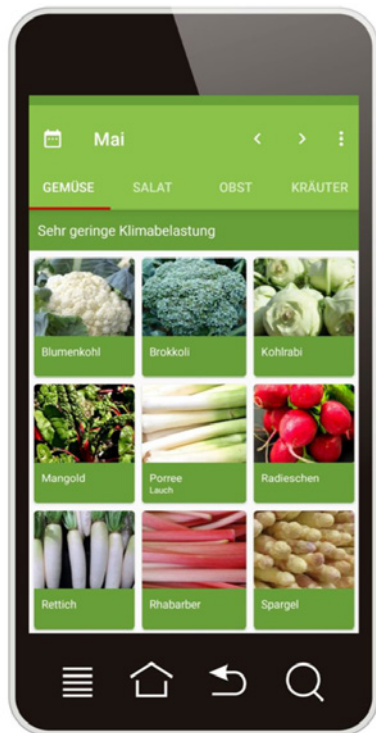 Mai
GEMÜSE SALAT OBST KRÄUTER
Sehr geringe Klimabelastung
Blumenkohl Brokkoli Kohlrabi
Mangold Porree Radieschen
Lauch
Rettich Rhabarber Spargel